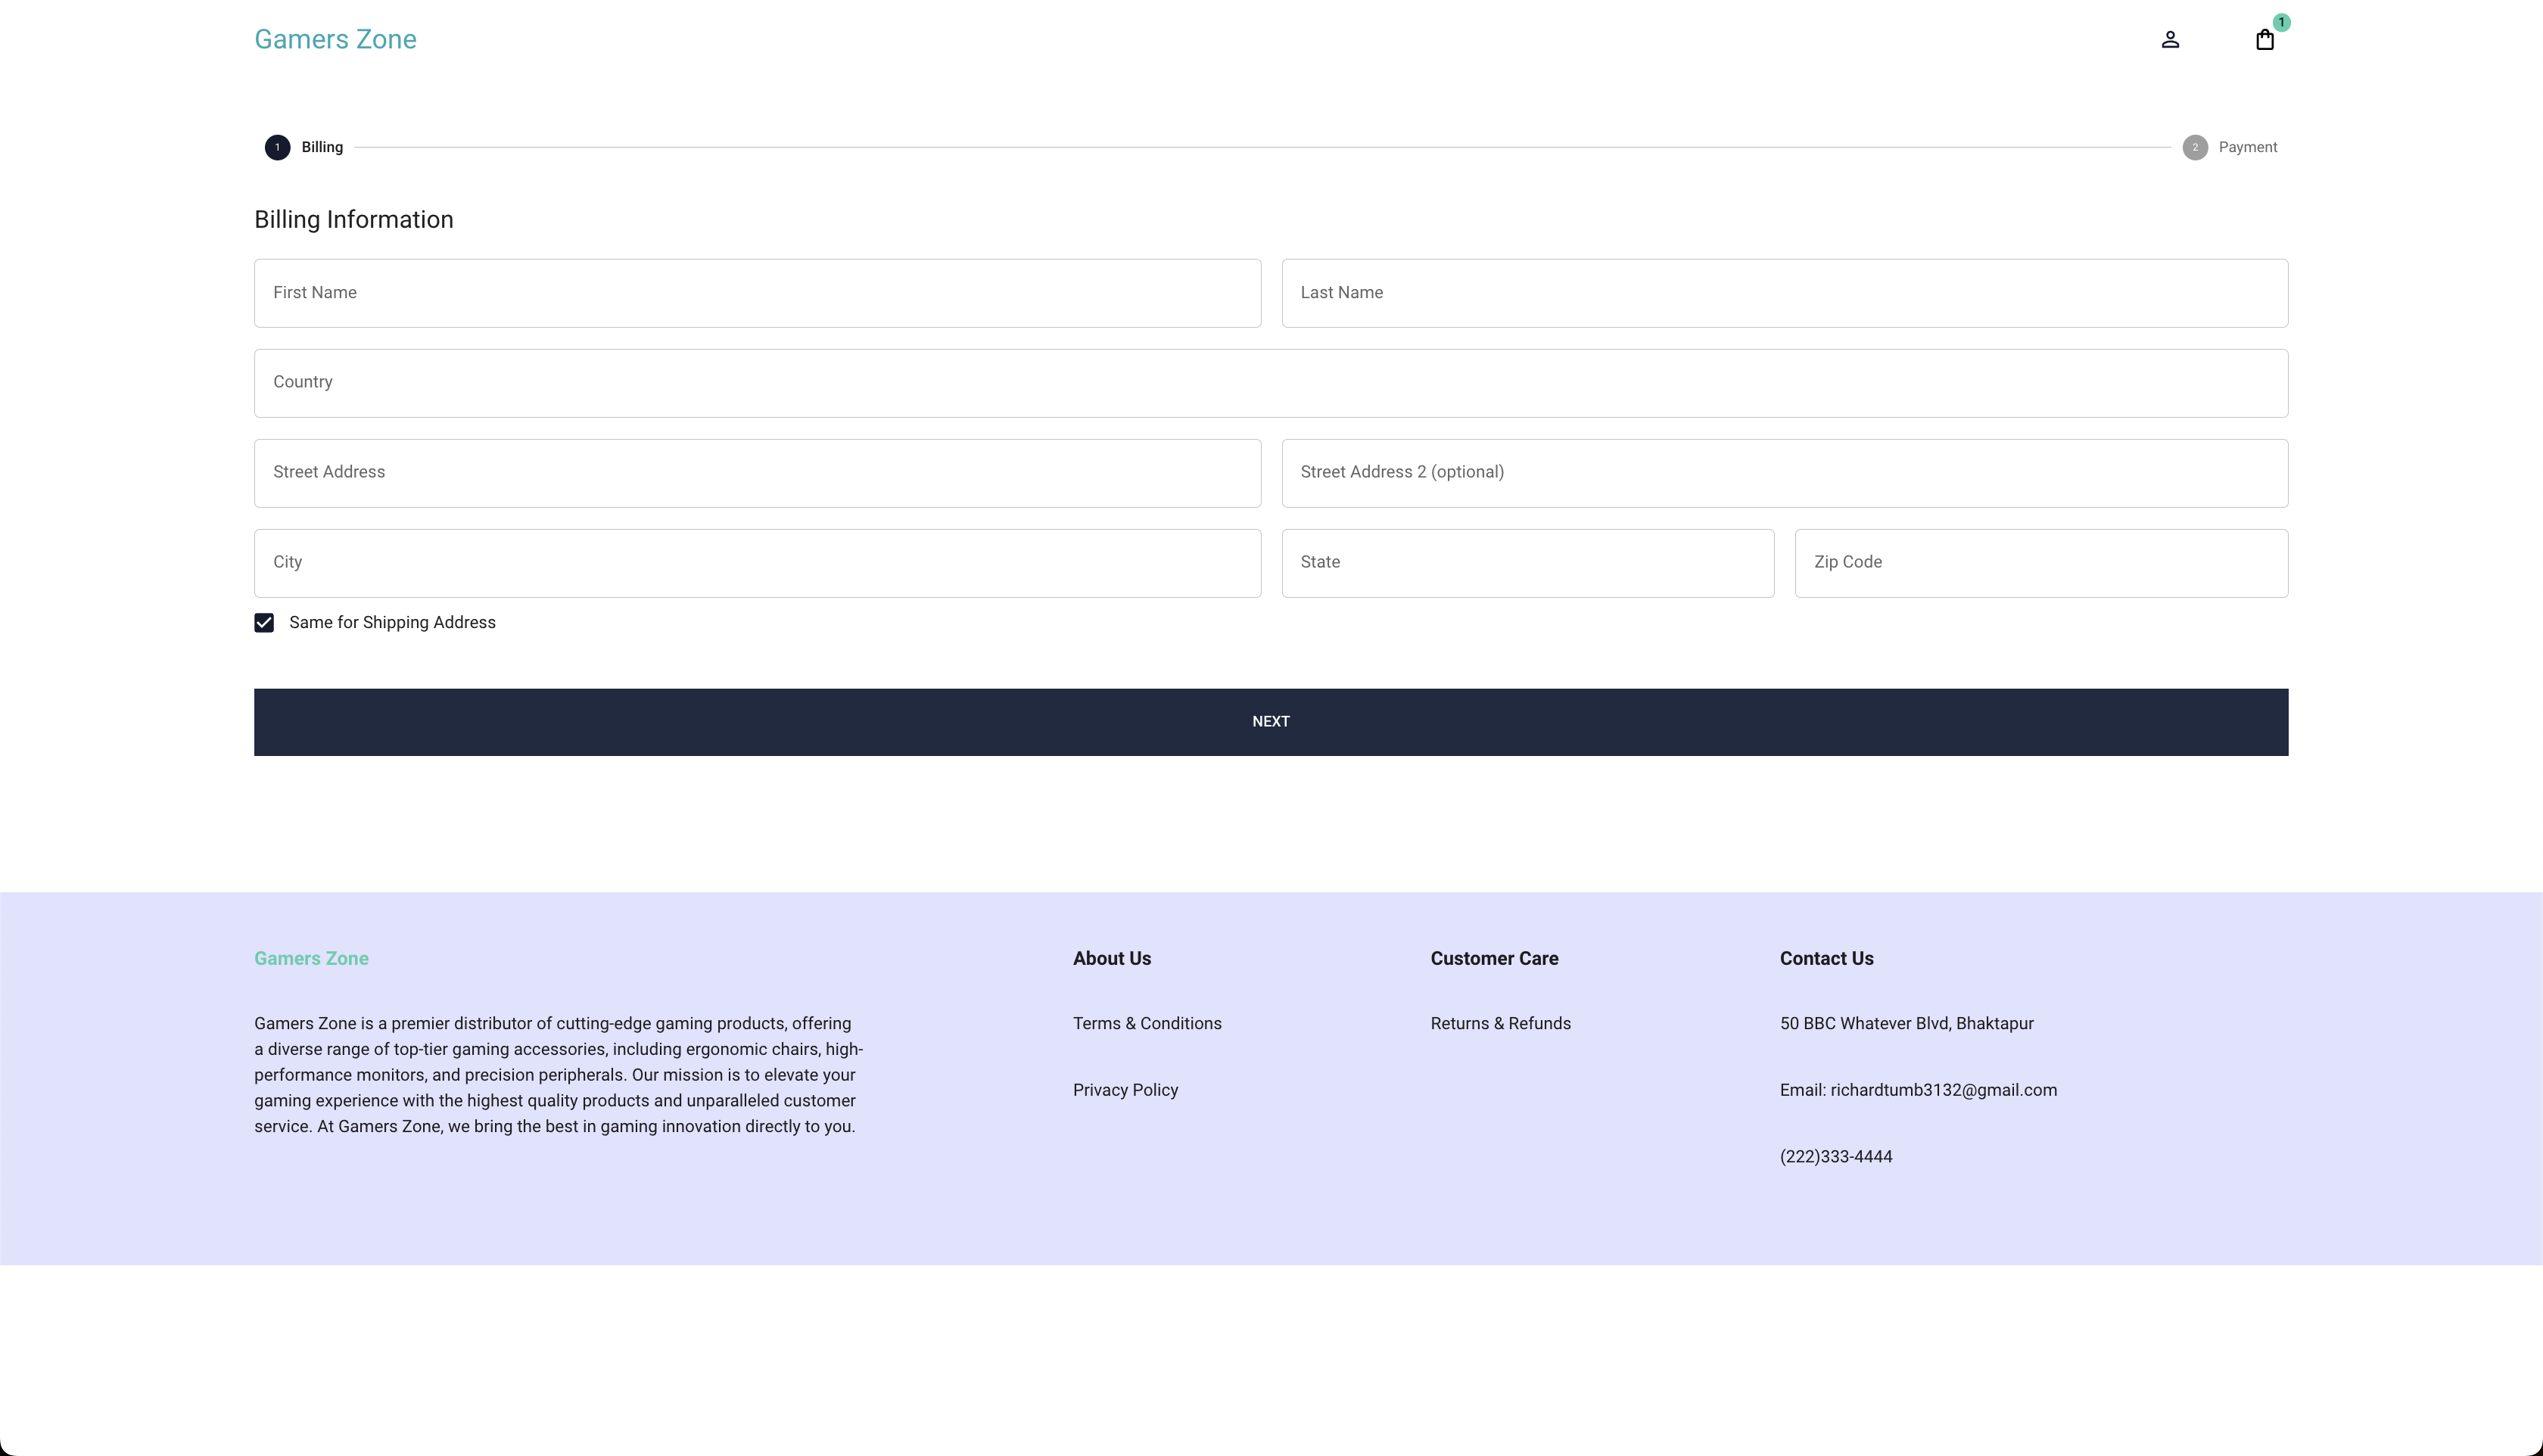 Gamers Zone
1
1 Billing
2 Payment
Billing Information
First Name
Last Name
Country
Street Address
Street Address 2 (optional)
City
State
Zip Code
Same for Shipping Address
NEXT
Gamers Zone
Gamers Zone is a premier distributor of cutting-edge gaming products, offering
a diverse range of top-tier gaming accessories, including ergonomic chairs, high-
performance monitors, and precision peripherals. Our mission is to elevate your
gaming experience with the highest quality products and unparalleled customer
service. At Gamers Zone, we bring the best in gaming innovation directly to you.
About Us
Terms & Conditions
Privacy Policy
Customer Care
Returns & Refunds
Contact Us
50 BBC Whatever Blvd, Bhaktapur
Email: richardtumb3132@gmail.com
(222)333-4444